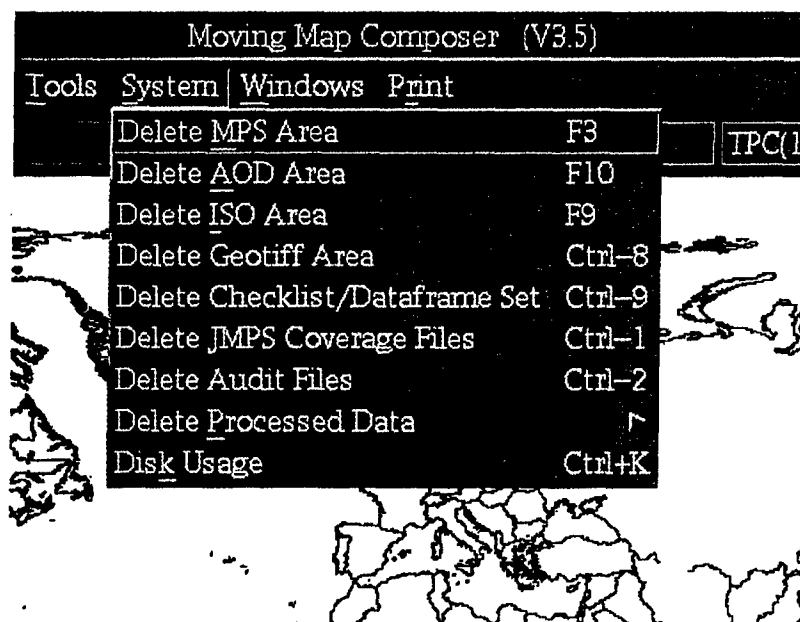 Moving Map Composer (V3.5)
Tools System Windows Print
Delete MPS Area F3
TPC(1
Delete AOD Area F10
Delete ISO Area F9
Delete Geotiff Area Ctrl–8
Delete Checklist/Dataframe Set Ctrl–9
Delete JMPS Coverage Files Ctrl–1
Delete Audit Files Ctrl–2
Delete Processed Data
Disk Usage Ctrl+K